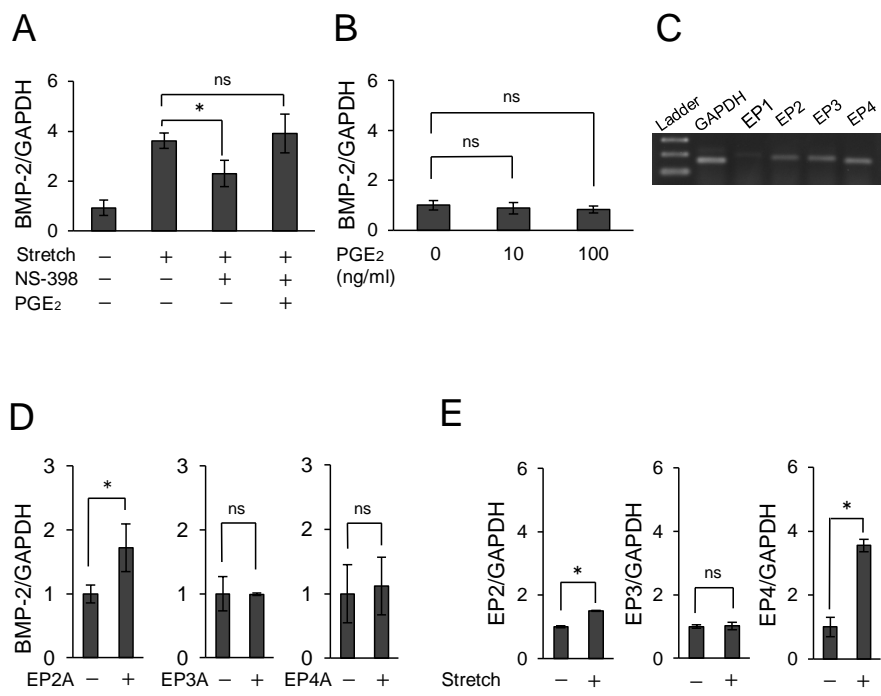 A
BMP-2/GAPDH
6
4
2
0
ns
*
Stretch − + + +
NS-398 − − + +
PGE2 − − − +
B
BMP-2/GAPDH
6
4
2
0
ns
ns
PGE2 0 10 100
(ng/ml)
C
Ladder GAPDH EP1 EP2 EP3 EP4
D
BMP-2/GAPDH
3
2
1
0
*
EP2A − +
3
2
1
0
ns
EP3A − +
3
2
1
0
ns
EP4A − +
E
EP2/GAPDH
6
4
2
0
*
Stretch − +
EP3/GAPDH
6
4
2
0
ns
− +
EP4/GAPDH
6
4
2
0
*
− +